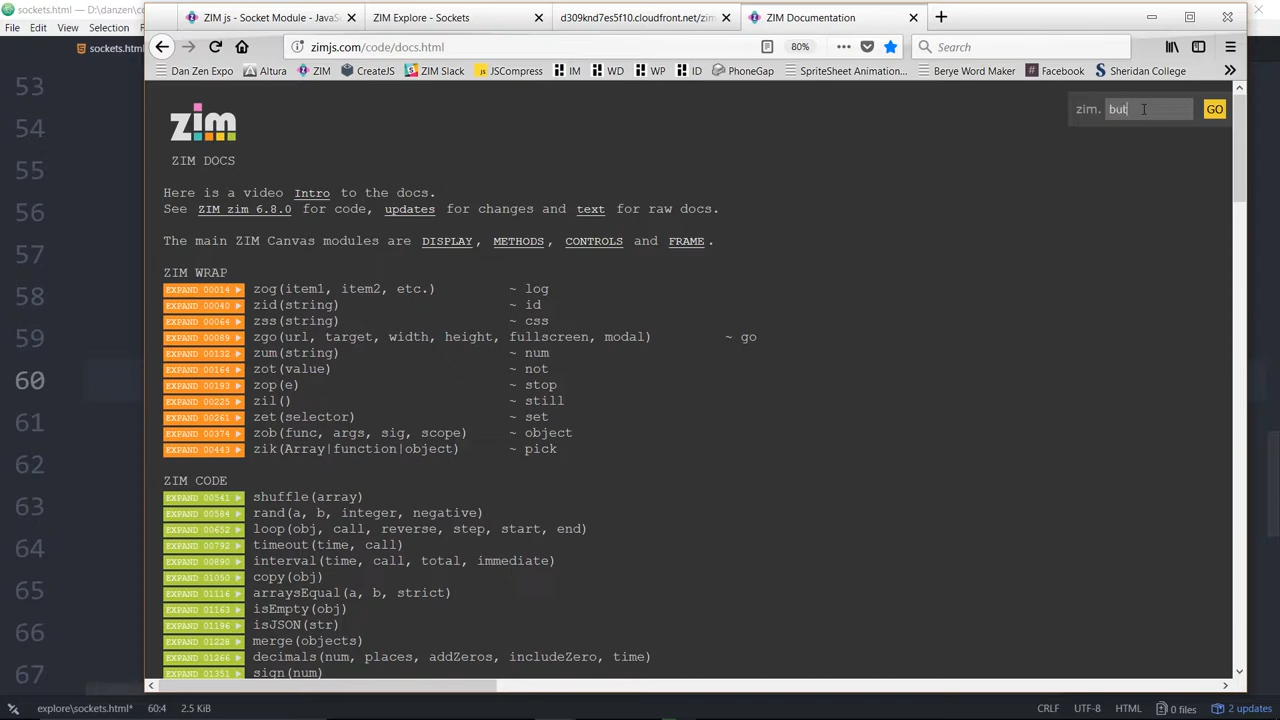 sockets.html — D:\danzen\co
File Edit View Selection
sockets.html
53
54
55
56
57
58
59
60
61
62
63
64
65
66
67
ZIM js - Socket Module - JavaSc
ZIM Explore - Sockets
d309knd7es5f10.cloudfront.net/zim
ZIM Documentation
zimjs.com/code/docs.html
80%
Search
Dan Zen Expo
Altura
ZIM
CreateJS
ZIM Slack
JSCompress
IM
WD
WP
ID
PhoneGap
SpriteSheet Animation...
Berye Word Maker
Facebook
Sheridan College
zim. but GO
zim
ZIM DOCS
Here is a video Intro to the docs.
See ZIM zim 6.8.0 for code, updates for changes and text for raw docs.
The main ZIM Canvas modules are DISPLAY, METHODS, CONTROLS and FRAME.
ZIM WRAP
EXPAND 00014 zog(item1, item2, etc.) ~ log
EXPAND 00040 zid(string) ~ id
EXPAND 00064 zss(string) ~ css
EXPAND 00089 zgo(url, target, width, height, fullscreen, modal) ~ go
EXPAND 00132 zum(string) ~ num
EXPAND 00164 zot(value) ~ not
EXPAND 00193 zop(e) ~ stop
EXPAND 00225 zil() ~ still
EXPAND 00261 zet(selector) ~ set
EXPAND 00374 zob(func, args, sig, scope) ~ object
EXPAND 00443 zik(Array|function|object) ~ pick
ZIM CODE
EXPAND 00541 shuffle(array)
EXPAND 00584 rand(a, b, integer, negative)
EXPAND 00652 loop(obj, call, reverse, step, start, end)
EXPAND 00792 timeout(time, call)
EXPAND 00890 interval(time, call, total, immediate)
EXPAND 01050 copy(obj)
EXPAND 01116 arraysEqual(a, b, strict)
EXPAND 01163 isEmpty(obj)
EXPAND 01196 isJSON(str)
EXPAND 01228 merge(objects)
EXPAND 01266 decimals(num, places, addZeros, includeZero, time)
EXPAND 01351 sign(num)
explore\sockets.html* 60:4 2.5 KiB
CRLF UTF-8 HTML 0 files 2 updates